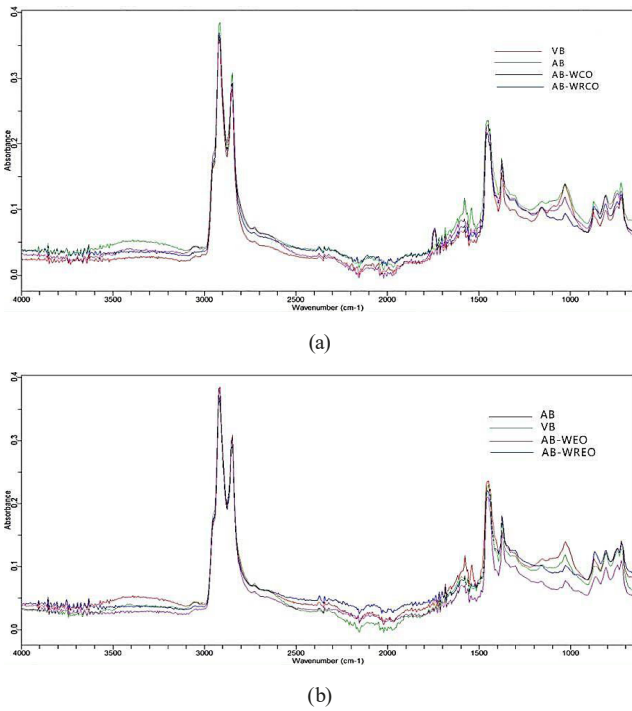 0,4
0,3
0,2
0,1
0,0
Absorbance
VB
AB
AB-WCO
AB-WRCO
4000 3500 3000 2500 2000 1500 1000
Wavenumber (cm-1)
(a)
0,4
0,3
0,2
0,1
0,0
Absorbance
AB
VB
AB-WEO
AB-WREO
4000 3500 3000 2500 2000 1500 1000
Wavenumber (cm-1)
(b)